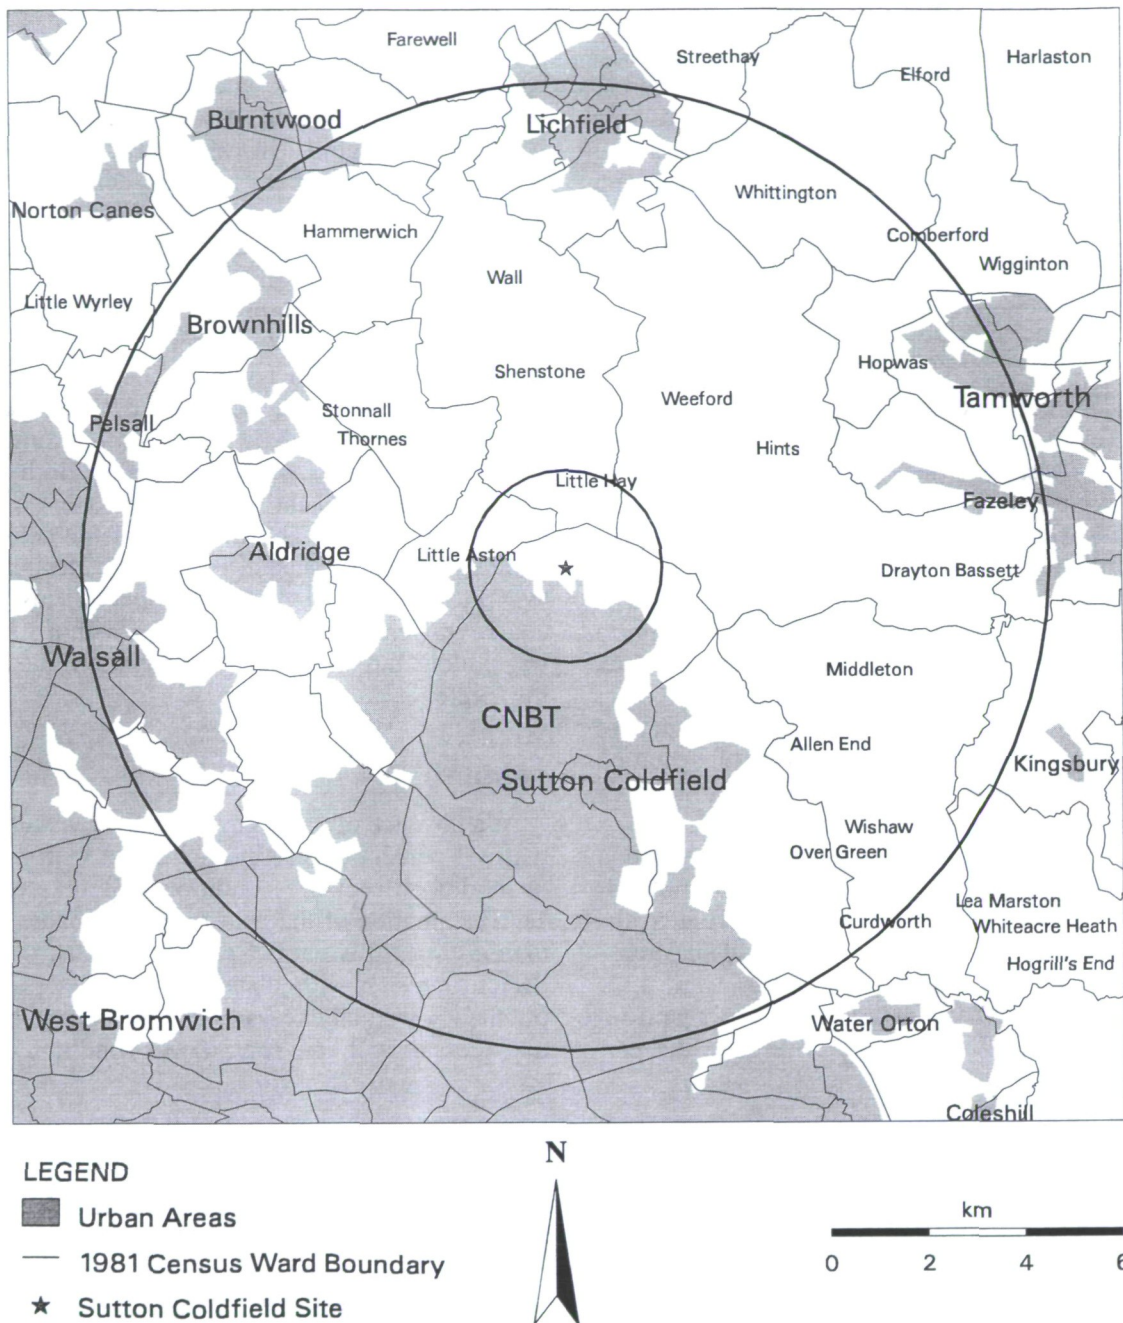 Farewell
Streethay
Harlaston
Elford
Burntwood
Lichfield
Whittington
Norton Canes
Hammerwich
Comberford
Wigginton
Wall
Little Wyrley
Brownhills
Shenstone
Hopwas
Weeford
Tamworth
Stonnall
Pelsall
Thornes
Hints
Little Hay
Fazeley
Aldridge
Little Aston
Drayton Bassett
Walsall
Middleton
CNBT
Allen End
Kingsbury
Sutton Coldfield
Wishaw
Over Green
Lea Marston
Curdworth
Whiteacre Heath
Hogrill's End
West Bromwich
Water Orton
Coleshill
N
LEGEND
Urban Areas
1981 Census Ward Boundary
Sutton Coldfield Site
km
0 2 4 6